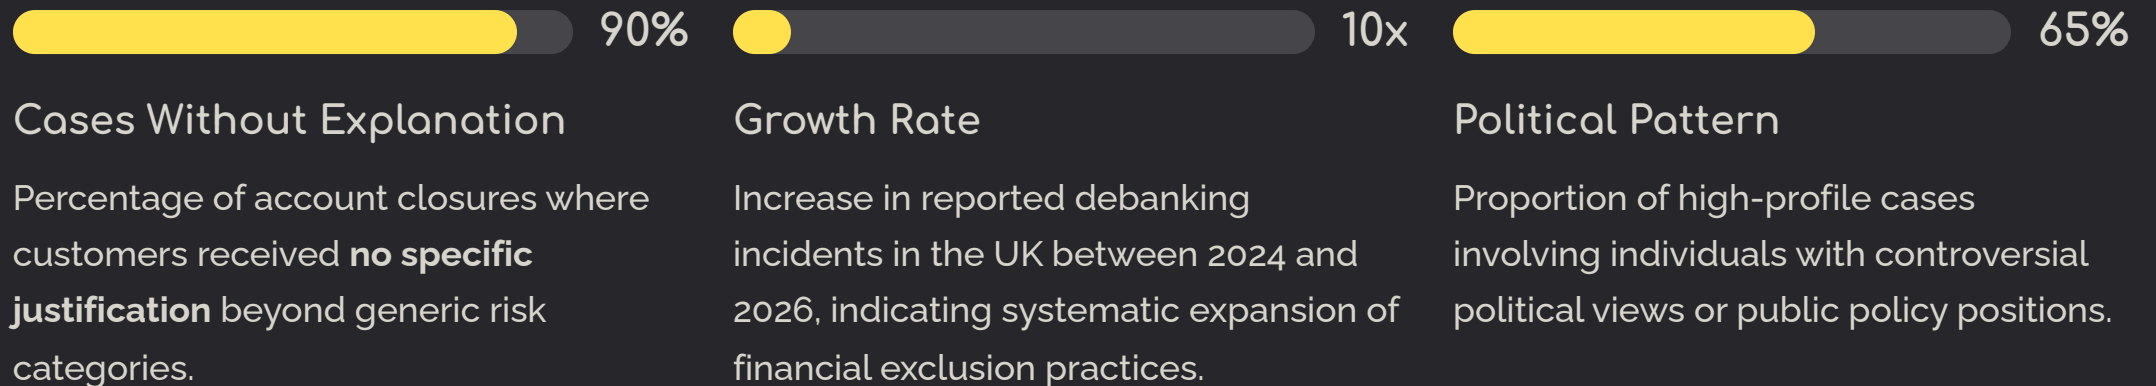 90%
Cases Without Explanation
Percentage of account closures where
customers received no specific
justification beyond generic risk
categories.
10x
Growth Rate
Increase in reported debanking
incidents in the UK between 2024 and
2026, indicating systematic expansion of
financial exclusion practices.
65%
Political Pattern
Proportion of high-profile cases
involving individuals with controversial
political views or public policy positions.